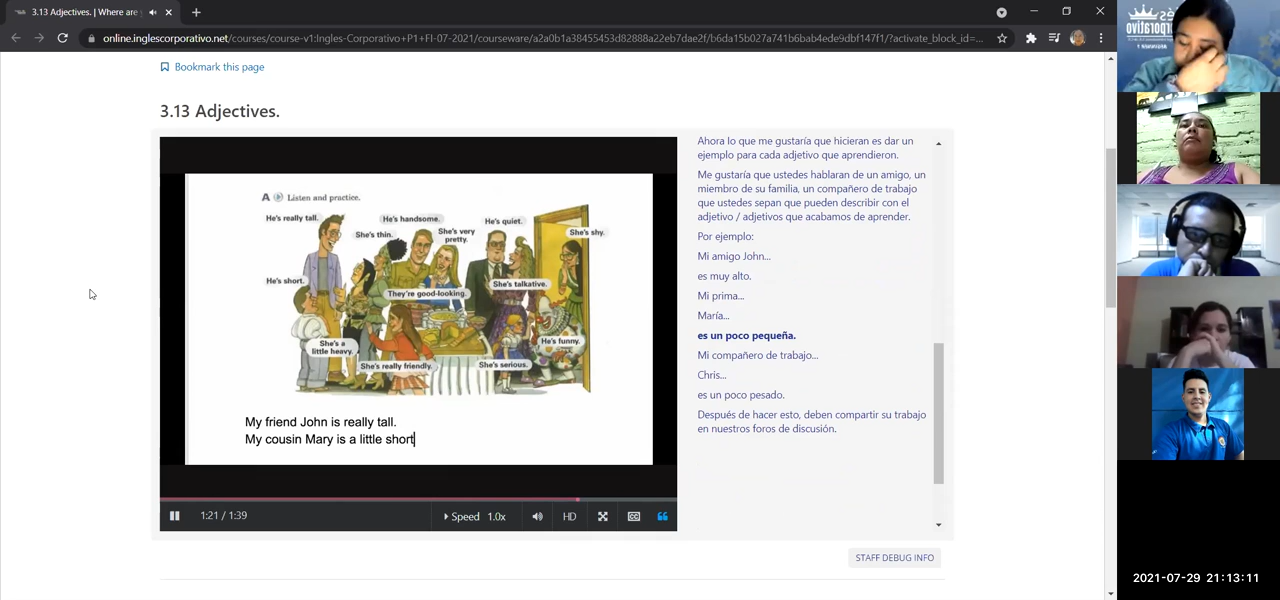 3.13 Adjectives. | Where are
online.inglescorporativo.net/courses/course-v1:Ingles-Corporativo+P1+FI-07-2021/courseware/a2a0b1a38455453d82888a22eb7dae2f/b6da15b027a741b6bab4ede9dbf147f1/?activate_block_id=...
Bookmark this page
3.13 Adjectives.
A Listen and practice.
He's really tall.
He's handsome.
He's quiet.
She's thin.
She's very
pretty.
She's shy.
He's short.
They're good-looking.
She's talkative.
She's a
little heavy.
He's funny.
She's really friendly.
She's serious.
My friend John is really tall.
My cousin Mary is a little short
1:21 / 1:39
Speed 1.0x
HD
Ahora lo que me gustaría que hicieran es dar un
ejemplo para cada adjetivo que aprendieron.
Me gustaría que ustedes hablaran de un amigo, un
miembro de su familia, un compañero de trabajo
que ustedes sepan que pueden describir con el
adjetivo / adjetivos que acabamos de aprender.
Por ejemplo:
Mi amigo John...
es muy alto.
Mi prima...
María...
es un poco pequeña.
Mi compañero de trabajo...
Chris...
es un poco pesado.
Después de hacer esto, deben compartir su trabajo
en nuestros foros de discusión.
STAFF DEBUG INFO
2021-07-29 21:13:11